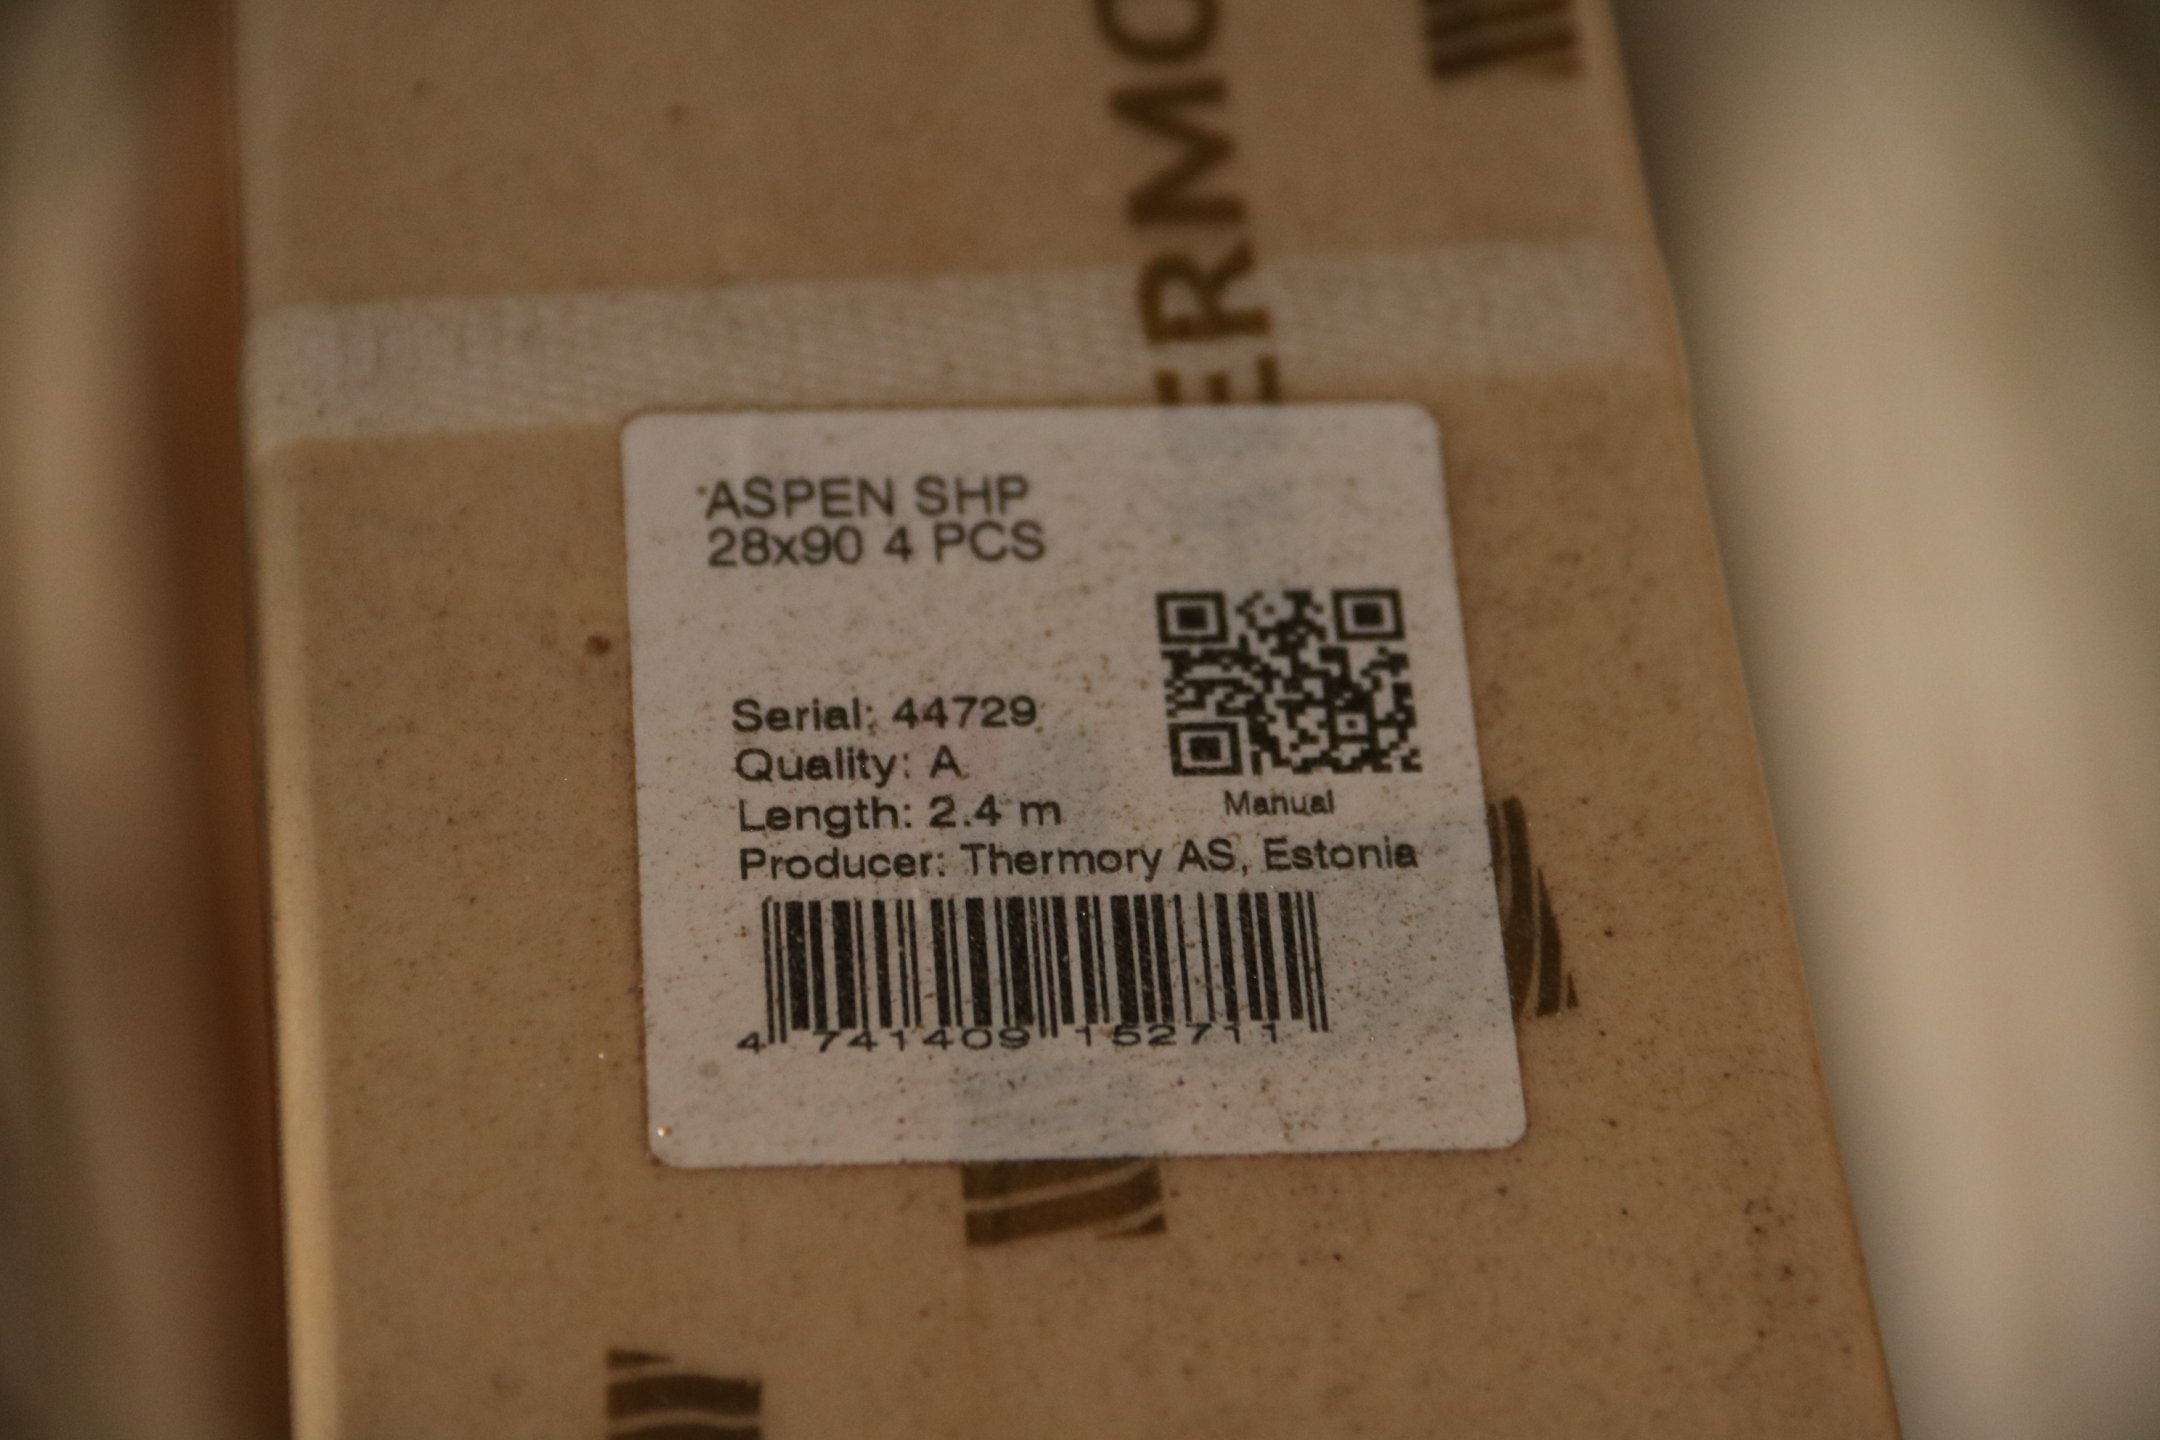 ERMO
ASPEN SHP
28x90 4 PCS
Serial: 44729
Quality: A
Length: 2.4 m
Manual
Producer: Thermory AS, Estonia
4 741409 152711